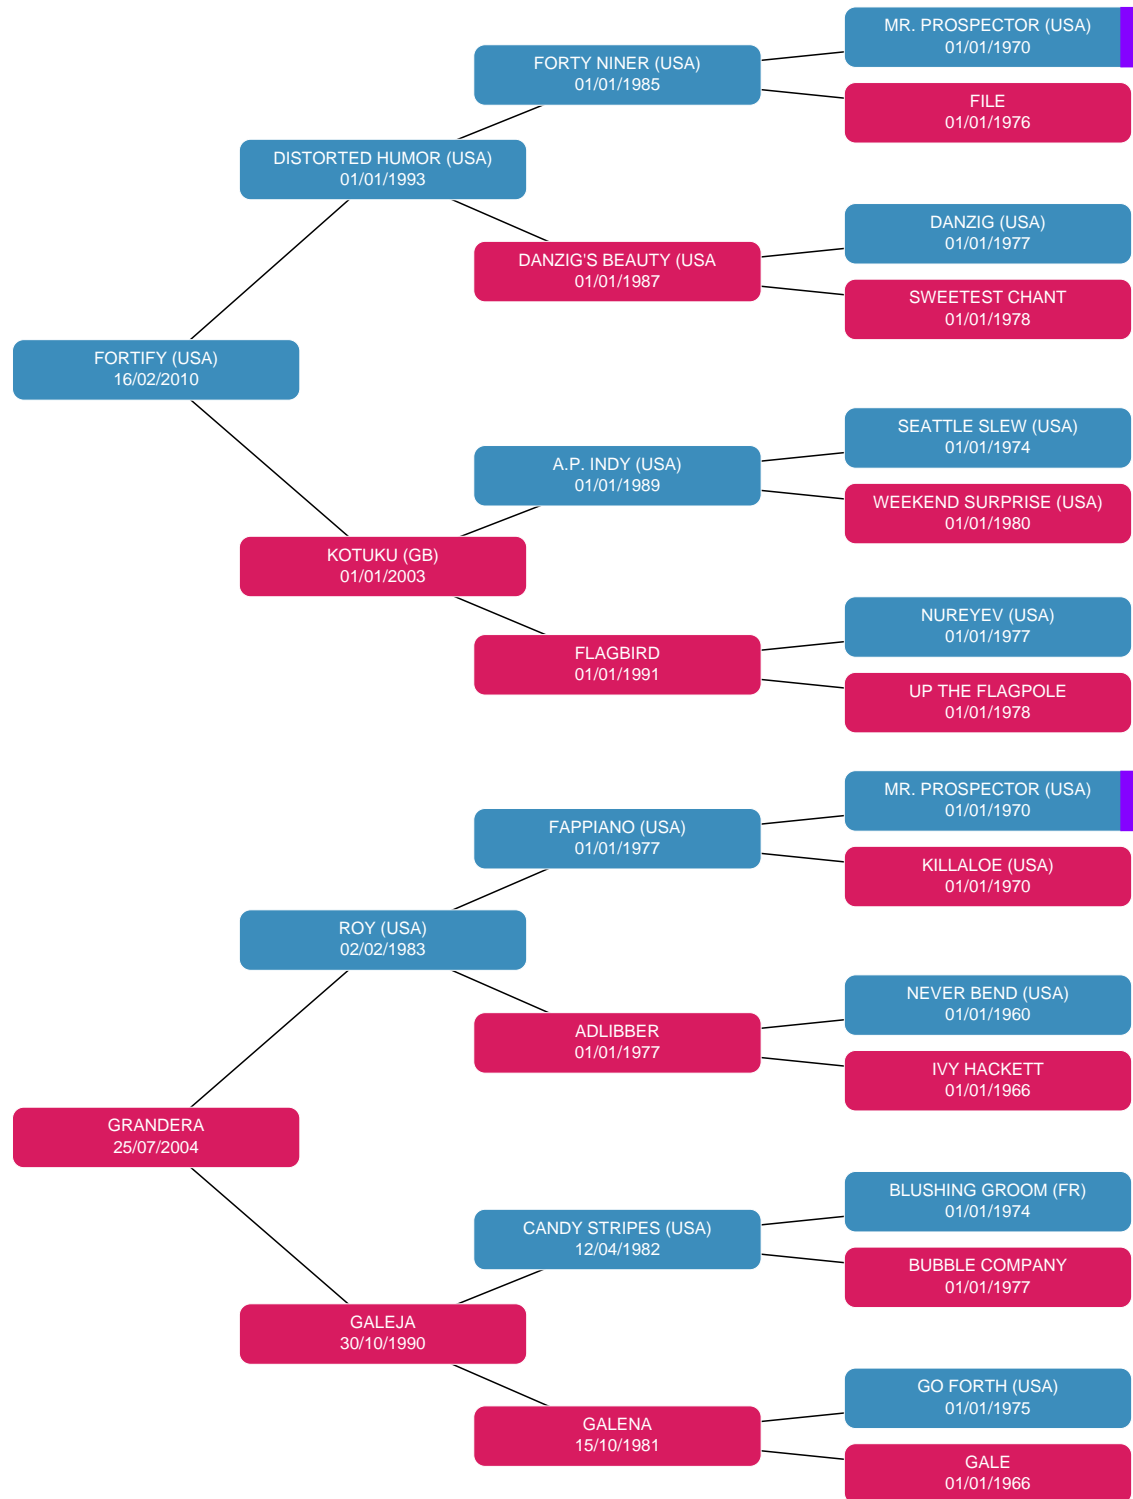 MR. PROSPECTOR (USA)
01/01/1970
FORTY NINER (USA)
01/01/1985
FILE
01/01/1976
DISTORTED HUMOR (USA)
01/01/1993
DANZIG (USA)
01/01/1977
DANZIG'S BEAUTY (USA
01/01/1987
SWEETEST CHANT
01/01/1978
FORTIFY (USA)
16/02/2010
SEATTLE SLEW (USA)
01/01/1974
A.P. INDY (USA)
01/01/1989
WEEKEND SURPRISE (USA)
01/01/1980
KOTUKU (GB)
01/01/2003
NUREYEV (USA)
01/01/1977
FLAGBIRD
01/01/1991
UP THE FLAGPOLE
01/01/1978
MR. PROSPECTOR (USA)
01/01/1970
FAPPIANO (USA)
01/01/1977
KILLALOE (USA)
01/01/1970
ROY (USA)
02/02/1983
NEVER BEND (USA)
01/01/1960
ADLIBBER
01/01/1977
IVY HACKETT
01/01/1966
GRANDERA
25/07/2004
BLUSHING GROOM (FR)
01/01/1974
CANDY STRIPES (USA)
12/04/1982
BUBBLE COMPANY
01/01/1977
GALEJA
30/10/1990
GO FORTH (USA)
01/01/1975
GALENA
15/10/1981
GALE
01/01/1966